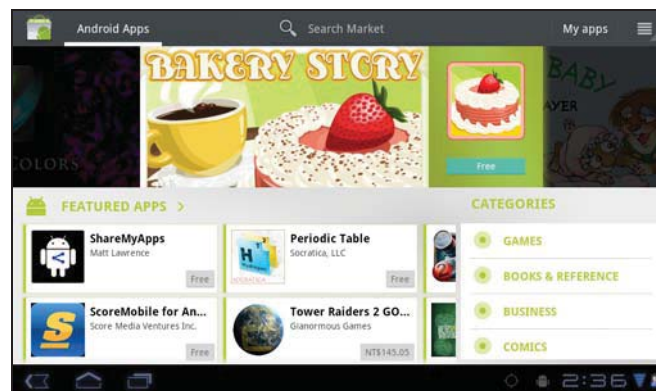 Android Apps
Search Market
My apps
BAKERY STORY
BABY
AYER
COLORS
Free
FEATURED APPS >
CATEGORIES
ShareMyApps
Matt Lawrence
Free
Periodic Table
Socratica, LLC
H
SOCRATICA
Free
GAMES
BOOKS & REFERENCE
S
ScoreMobile for An...
Score Media Ventures Inc.
Free
Tower Raiders 2 GO...
Gianormous Games
NT$145.05
BUSINESS
COMICS
2:36